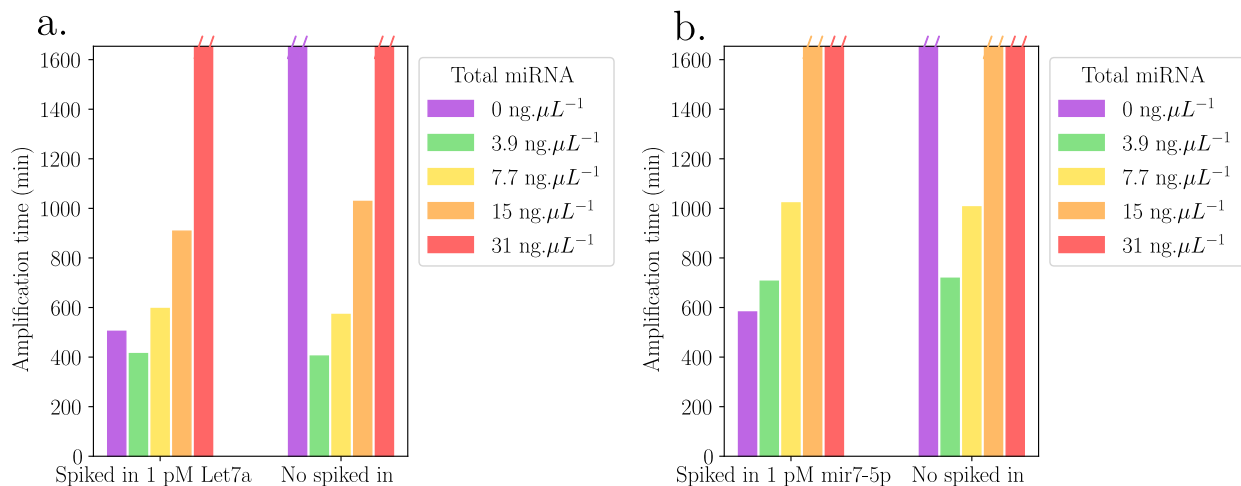 a.
1600
1400
1200
1000
800
600
400
200
0
Amplification time (min)
Spiked in 1 pM Let7a
No spiked in
Total miRNA
0 ng.μL⁻¹
3.9 ng.μL⁻¹
7.7 ng.μL⁻¹
15 ng.μL⁻¹
31 ng.μL⁻¹
b.
1600
1400
1200
1000
800
600
400
200
0
Amplification time (min)
Spiked in 1 pM mir7-5p
No spiked in
Total miRNA
0 ng.μL⁻¹
3.9 ng.μL⁻¹
7.7 ng.μL⁻¹
15 ng.μL⁻¹
31 ng.μL⁻¹